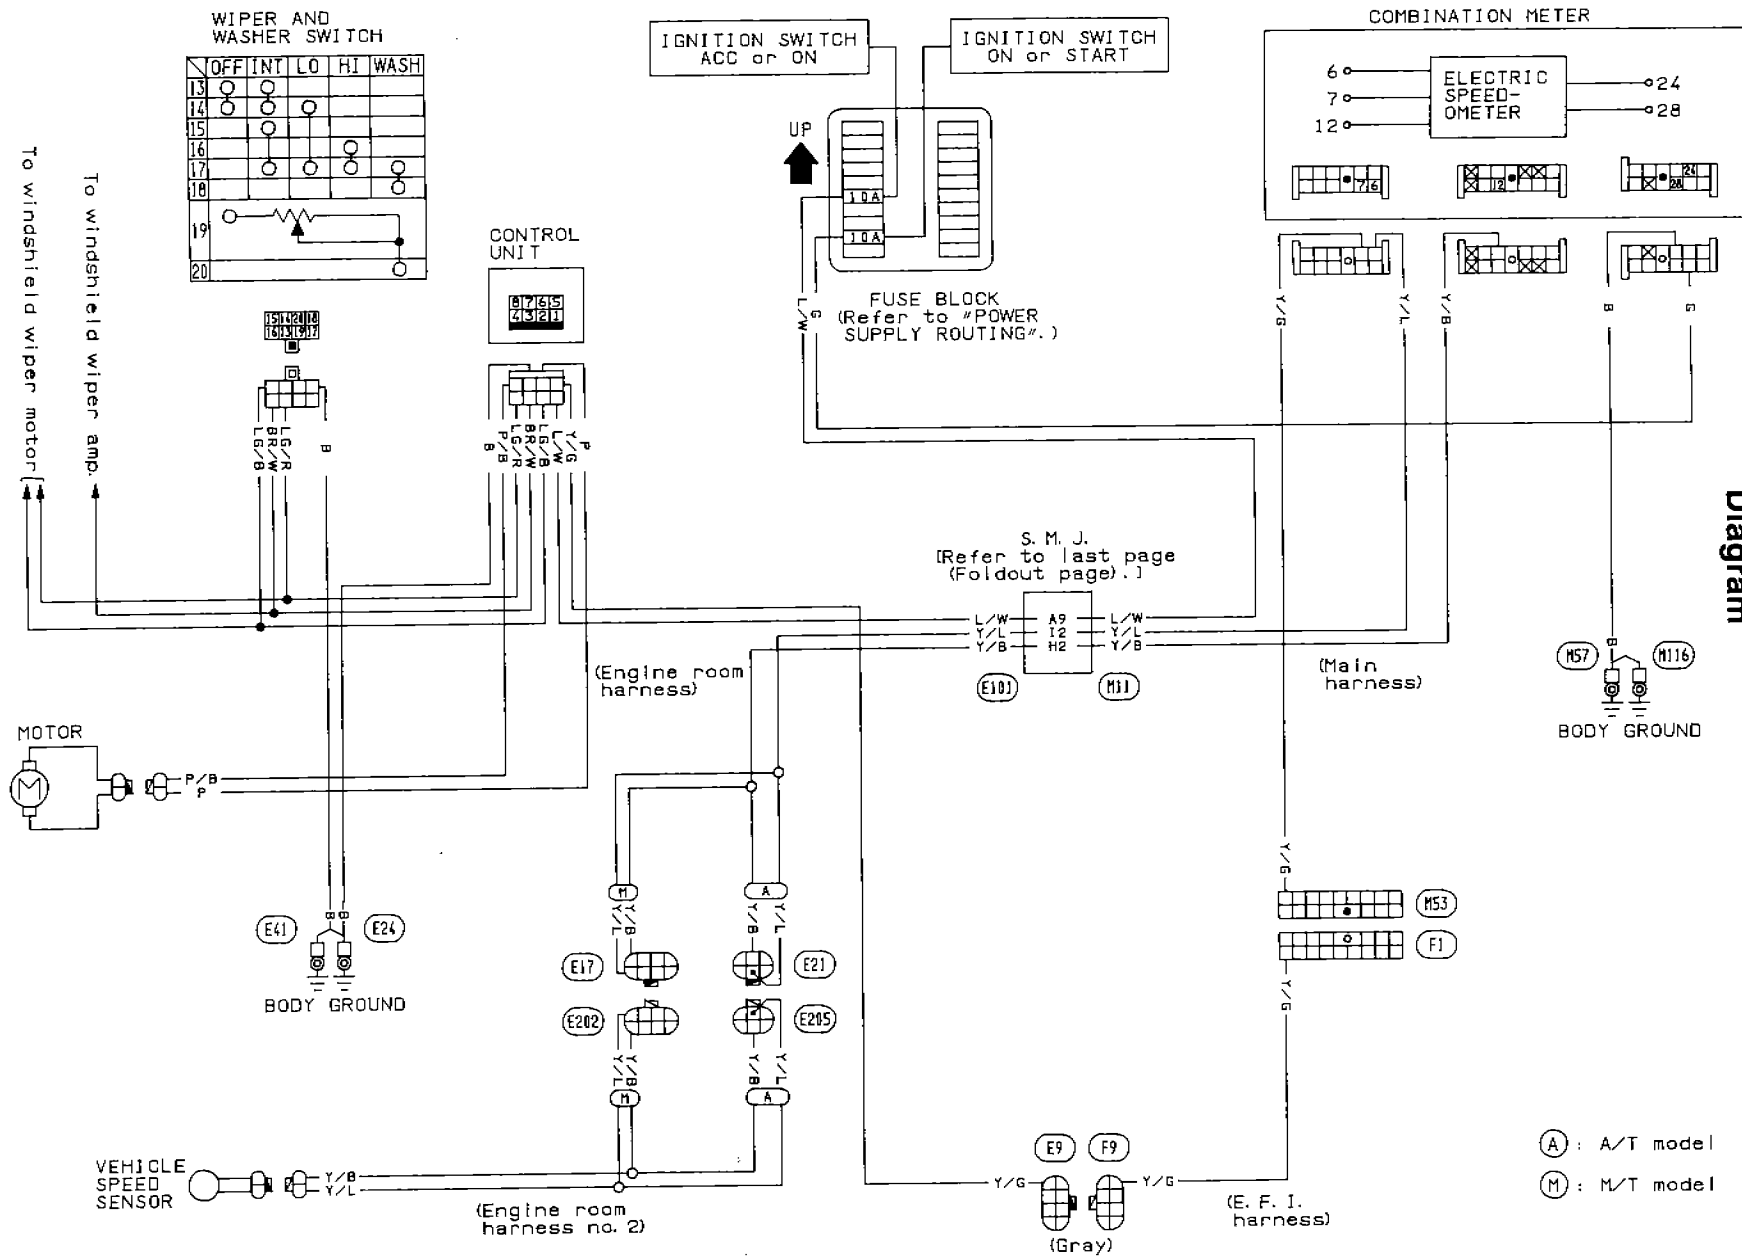 WIPER AND
WASHER SWITCH
OFF INT LO HI WASH
13
14
15
16
17
18
19
20
15 14 20 18
16 13 19 17
To windshield wiper motor
To windshield wiper amp.
LG/B
BR/W
LG/R
B
CONTROL
UNIT
8 7 6 5
4 3 2 1
B
P/B
LG/R
BR/W
LG/B
L/W
Y/G
P
IGNITION SWITCH
ACC or ON
IGNITION SWITCH
ON or START
UP
10A
10A
L/W
G
FUSE BLOCK
(Refer to "POWER
SUPPLY ROUTING".)
COMBINATION METER
6
7
12
ELECTRIC
SPEED-
OMETER
24
28
7 6
12
24
28
Y/G
Y/L
Y/B
B
G
Diagram
S. M. J.
[Refer to last page
(Foldout page).]
L/W A9 L/W
Y/L I2 Y/L
Y/B H2 Y/B
E101
M11
(Engine room
harness)
(Main
harness)
B
M57
M116
BODY GROUND
MOTOR
M
P/B
P
B
B
E41
E24
BODY GROUND
M
A
Y/L
Y/B
Y/B
Y/L
E17
E21
E202
E205
Y/L
Y/B
Y/B
Y/L
M
A
Y/G
M53
F1
Y/G
VEHICLE
SPEED
SENSOR
Y/B
Y/L
(Engine room
harness no. 2)
E9
F9
Y/G
Y/G
(Gray)
(E. F. I.
harness)
A : A/T model
M : M/T model